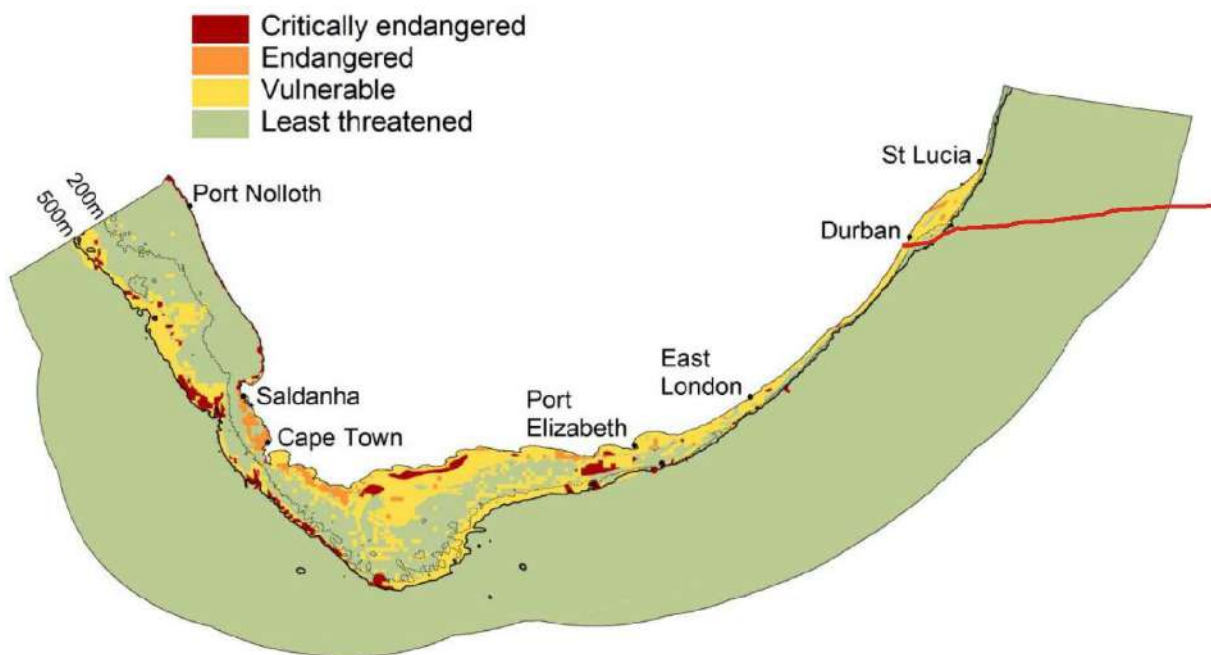 Critically endangered
Endangered
Vulnerable
Least threatened
St Lucia
200m
500m
Port Nolloth
Durban
East
London
Saldanha
Port
Elizabeth
Cape Town